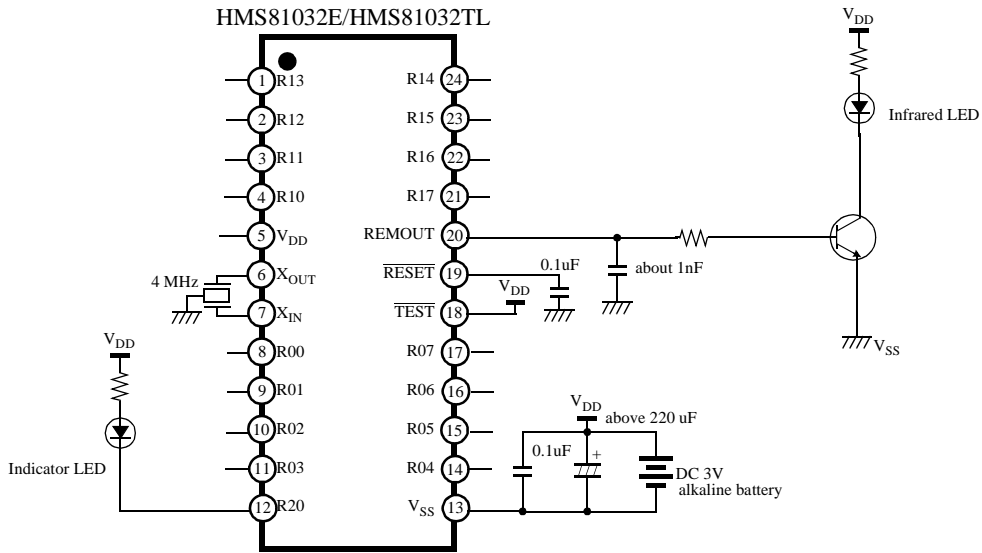 HMS81032E/HMS81032TL
1 R13
2 R12
3 R11
4 R10
5 VDD
6 XOUT
7 XIN
8 R00
9 R01
10 R02
11 R03
12 R20
R14 24
R15 23
R16 22
R17 21
REMOUT 20
RESET 19
TEST 18
R07 17
R06 16
R05 15
R04 14
VSS 13
4 MHz
VDD
Indicator LED
0.1uF
VDD
about 1nF
VDD
Infrared LED
VSS
VDD
above 220 uF
0.1uF
+
DC 3V
alkaline battery